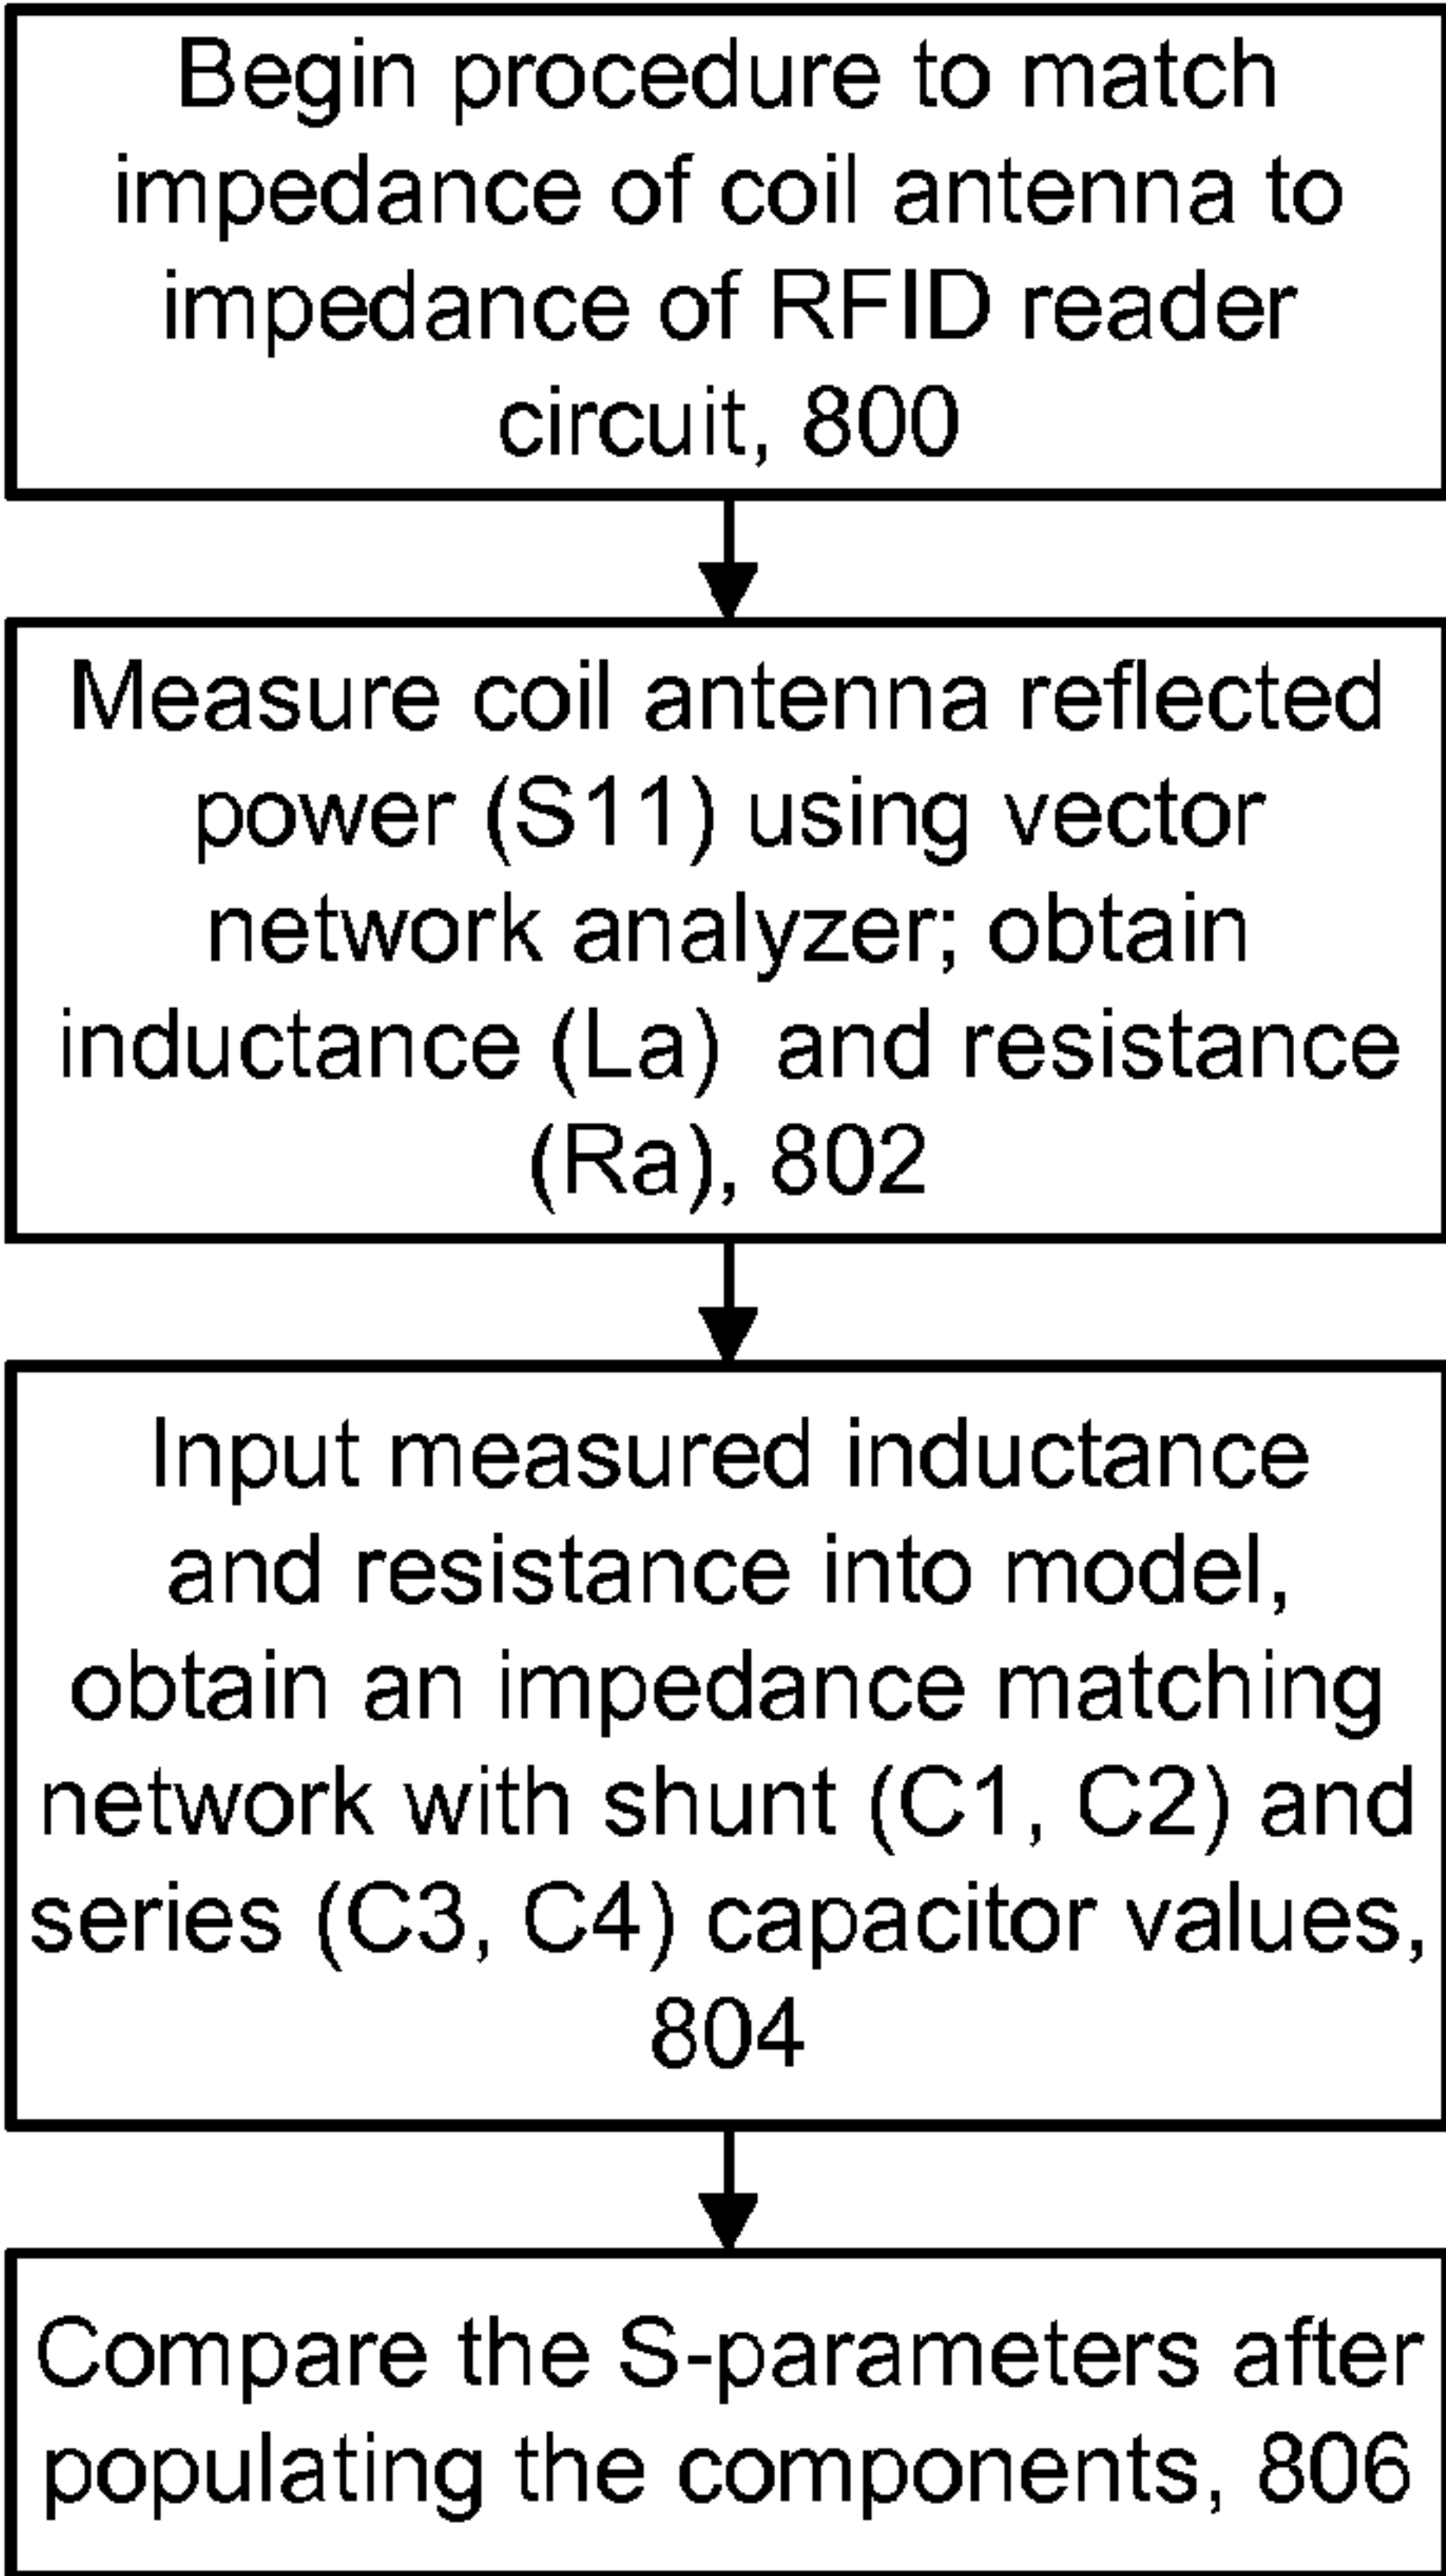 Begin procedure to match
impedance of coil antenna to
impedance of RFID reader
circuit, 800
Measure coil antenna reflected
power (S11) using vector
network analyzer; obtain
inductance (La) and resistance
(Ra), 802
Input measured inductance
and resistance into model,
obtain an impedance matching
network with shunt (C1, C2) and
series (C3, C4) capacitor values,
804
Compare the S-parameters after
populating the components, 806